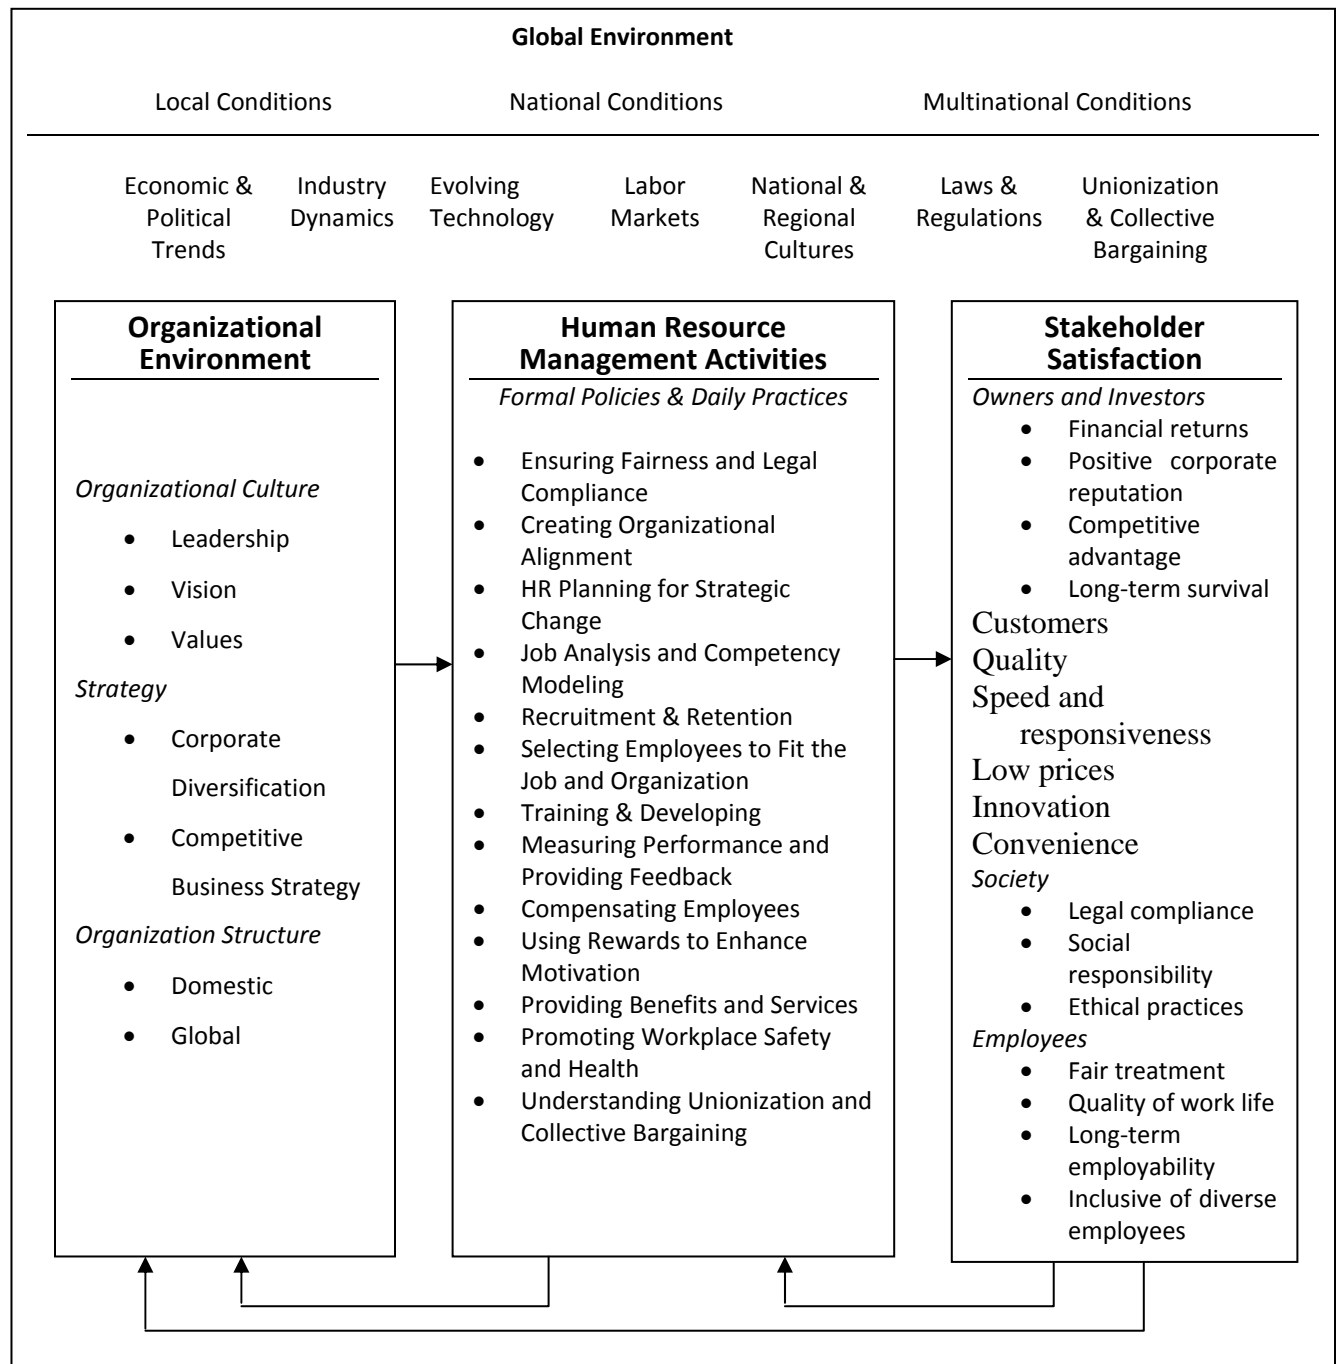 Global Environment
Local Conditions
National Conditions
Multinational Conditions
Economic &
Political
Trends
Industry
Dynamics
Evolving
Technology
Labor
Markets
National &
Regional
Cultures
Laws &
Regulations
Unionization
& Collective
Bargaining
Organizational
Environment
Organizational Culture
• Leadership
• Vision
• Values
Strategy
• Corporate
Diversification
• Competitive
Business Strategy
Organization Structure
• Domestic
• Global
Human Resource
Management Activities
Formal Policies & Daily Practices
• Ensuring Fairness and Legal
Compliance
• Creating Organizational
Alignment
• HR Planning for Strategic
Change
• Job Analysis and Competency
Modeling
• Recruitment & Retention
• Selecting Employees to Fit the
Job and Organization
• Training & Developing
• Measuring Performance and
Providing Feedback
• Compensating Employees
• Using Rewards to Enhance
Motivation
• Providing Benefits and Services
• Promoting Workplace Safety
and Health
• Understanding Unionization and
Collective Bargaining
Stakeholder
Satisfaction
Owners and Investors
• Financial returns
• Positive corporate
reputation
• Competitive
advantage
• Long-term survival
Customers
Quality
Speed and
responsiveness
Low prices
Innovation
Convenience
Society
• Legal compliance
• Social
responsibility
• Ethical practices
Employees
• Fair treatment
• Quality of work life
• Long-term
employability
• Inclusive of diverse
employees